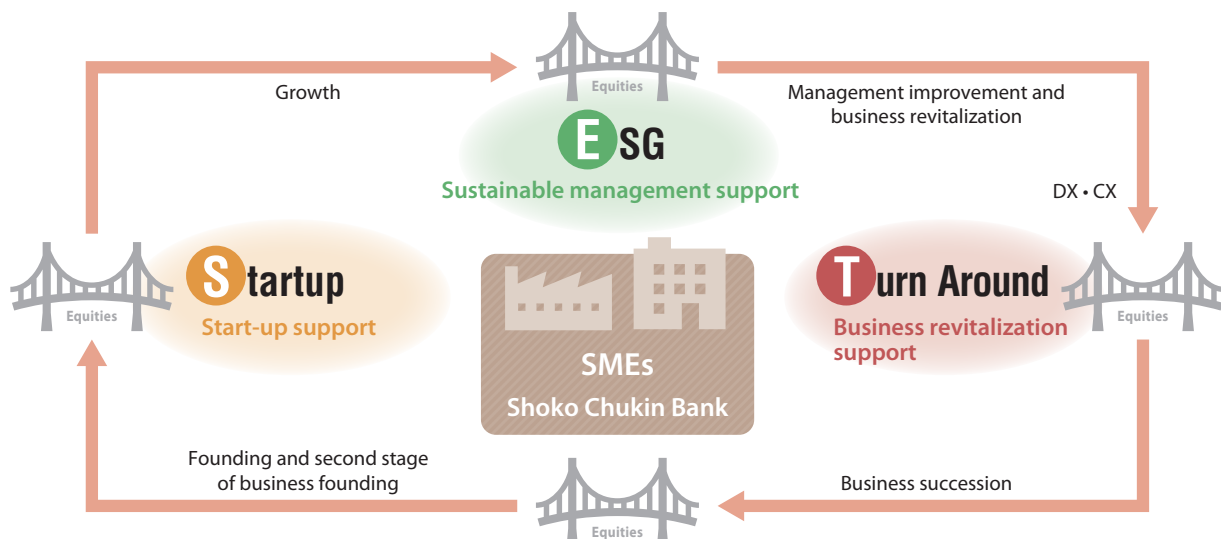 Equities
Growth
Management improvement and
business revitalization
ESG
Sustainable management support
DX • CX
Startup
Start-up support
Equities
Turn Around
Business revitalization
support
Equities
SMEs
Shoko Chukin Bank
Founding and second stage
of business founding
Business succession
Equities